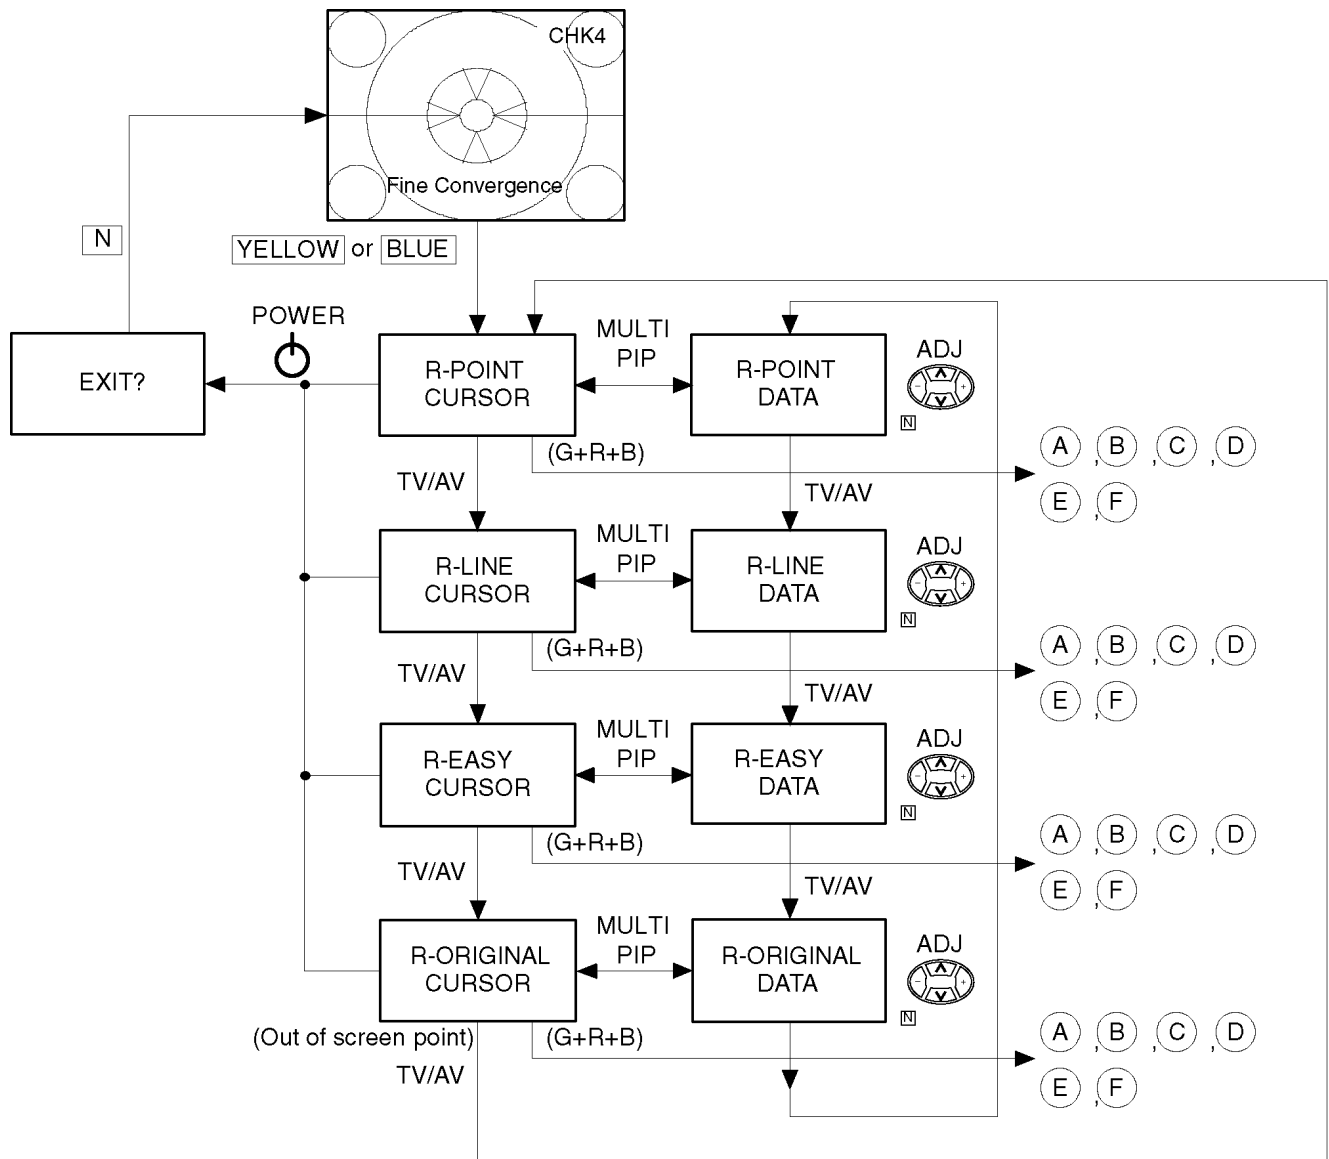 CHK4
Fine Convergence
N
YELLOW or BLUE
POWER
EXIT?
R-POINT
CURSOR
MULTI
PIP
R-POINT
DATA
ADJ
- +
N
(G+R+B)
A ,B ,C ,D
E ,F
TV/AV
TV/AV
R-LINE
CURSOR
MULTI
PIP
R-LINE
DATA
ADJ
- +
N
(G+R+B)
A ,B ,C ,D
E ,F
TV/AV
TV/AV
R-EASY
CURSOR
MULTI
PIP
R-EASY
DATA
ADJ
- +
N
(G+R+B)
A ,B ,C ,D
E ,F
TV/AV
TV/AV
R-ORIGINAL
CURSOR
MULTI
PIP
R-ORIGINAL
DATA
ADJ
- +
N
(Out of screen point)
(G+R+B)
A ,B ,C ,D
E ,F
TV/AV